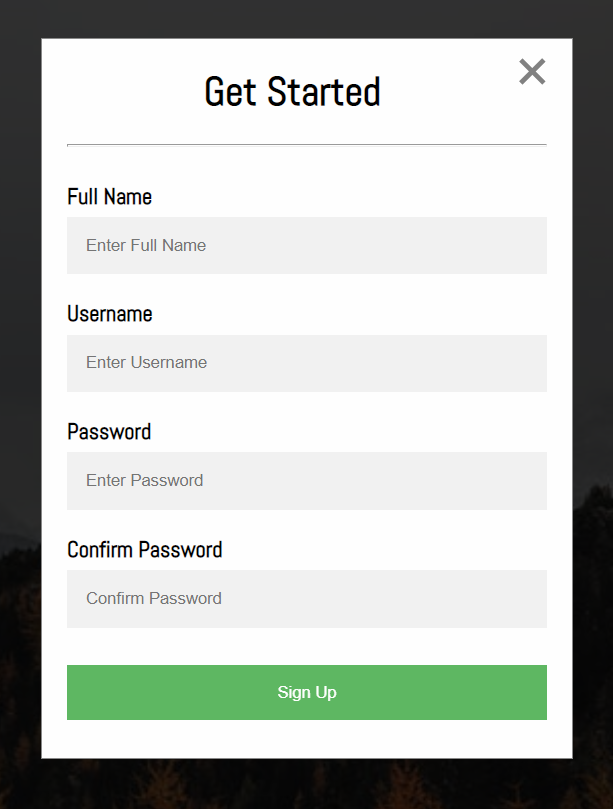 Get Started
Full Name
Enter Full Name
Username
Enter Username
Password
Enter Password
Confirm Password
Confirm Password
Sign Up